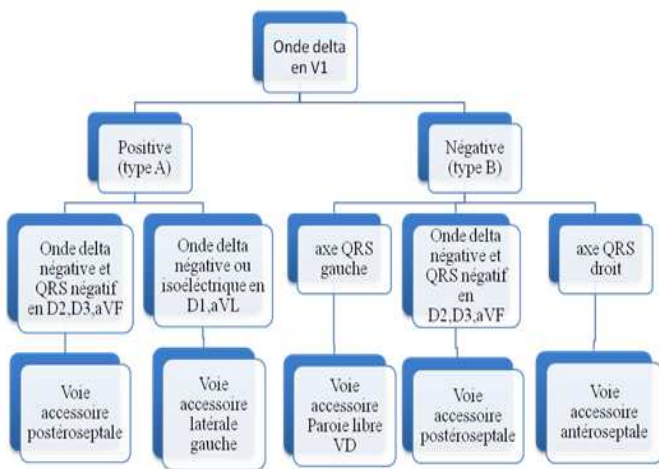 Onde delta
en V1
Positive
(type A)
Négative
(type B)
Onde delta
négative et
QRS négatif
en D2,D3,aVF
Onde delta
négative ou
isoéléctrique en
D1,aVL
axe QRS
gauche
Onde delta
négative et QRS
négatif en
D2,D3,aVF
axe QRS
droit
Voie
accessoire
postéroseptale
Voie
accessoire
latérale
gauche
Voie
accessoire
Paroie libre
VD
Voie
accessoire
postéroseptale
Voie
accessoire
antéroseptale